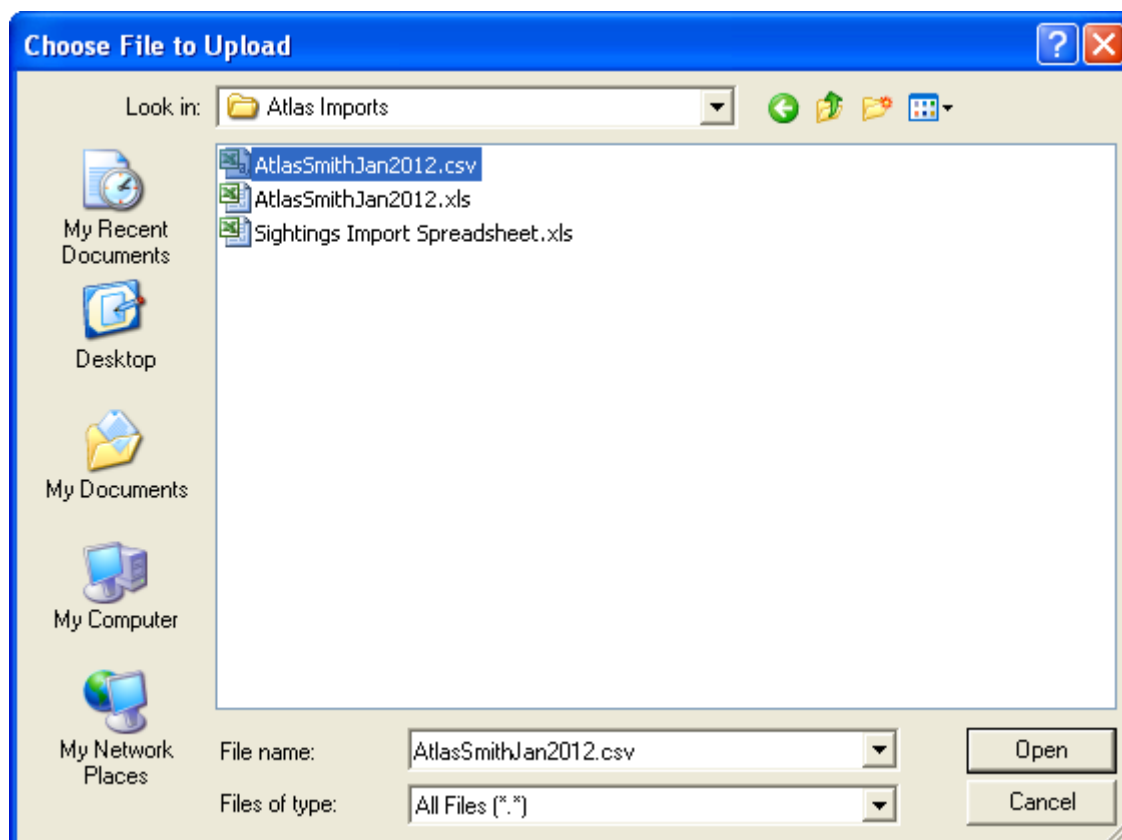 Choose File to Upload
Look in: Atlas Imports
AtlasSmithJan2012.csv
AtlasSmithJan2012.xls
Sightings Import Spreadsheet.xls
My Recent
Documents
Desktop
My Documents
My Computer
My Network
Places
File name: AtlasSmithJan2012.csv Open
Files of type: All Files (*.*) Cancel